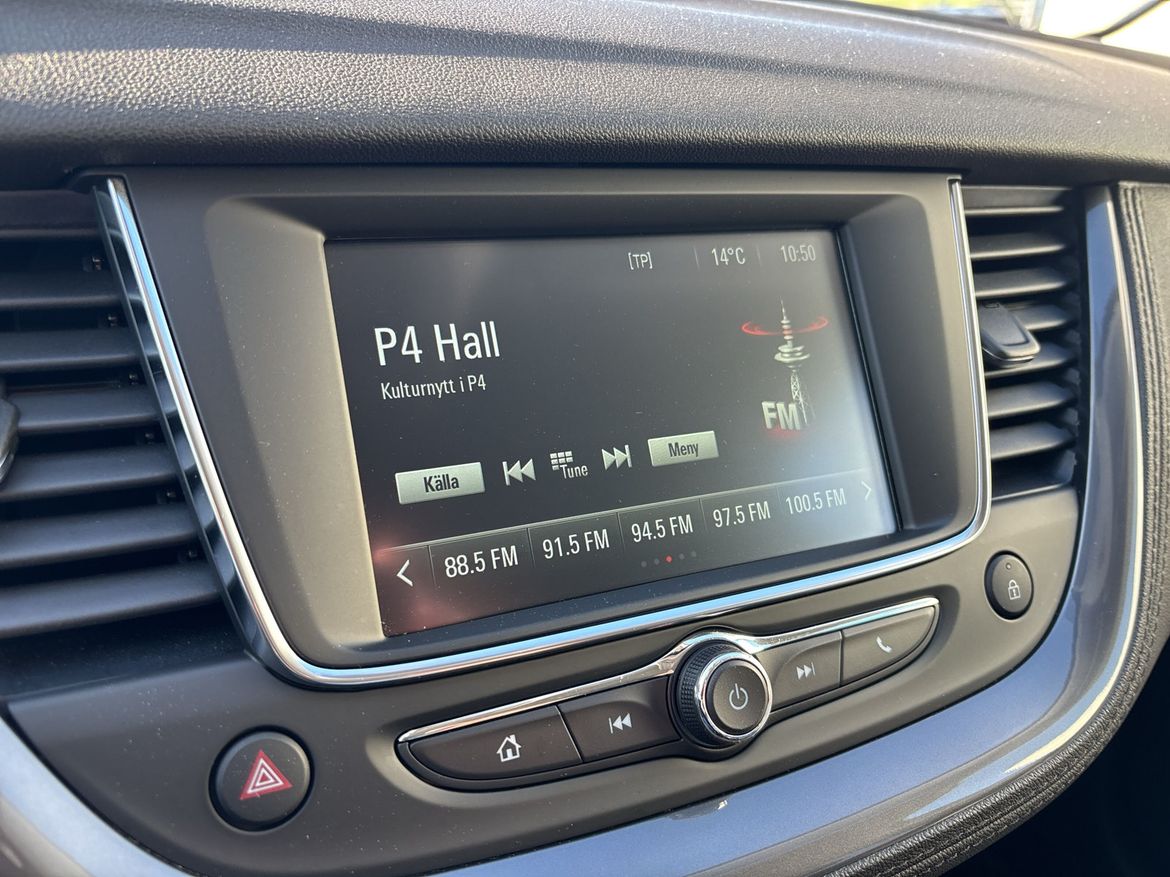 [TP] 14°C 10:50
P4 Hall
Kulturnytt i P4
FM
Källa Tune Meny
88.5 FM 91.5 FM 94.5 FM 97.5 FM 100.5 FM